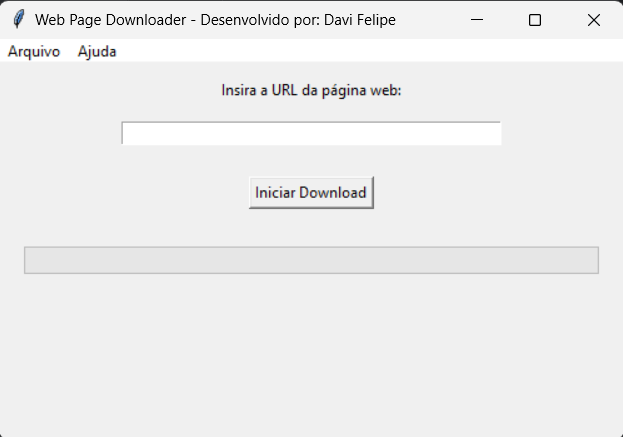 Web Page Downloader - Desenvolvido por: Davi Felipe
Arquivo Ajuda
Insira a URL da página web:
Iniciar Download